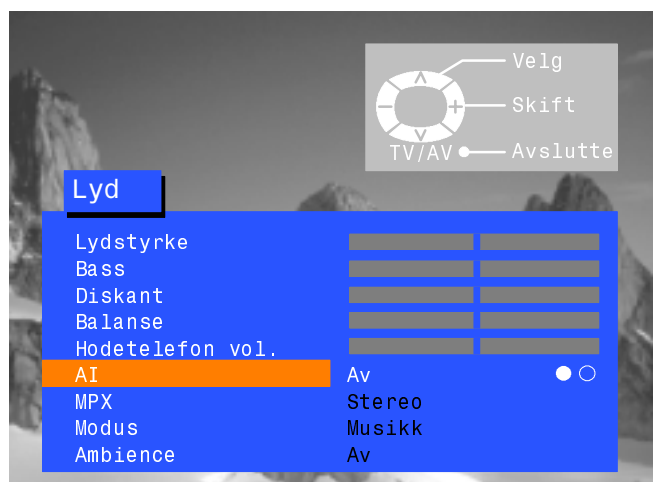 Velg
Skift
TV/AV Avslutte
Lyd
Lydstyrke
Bass
Diskant
Balanse
Hodetelefon vol.
AI Av
MPX Stereo
Modus Musikk
Ambience Av